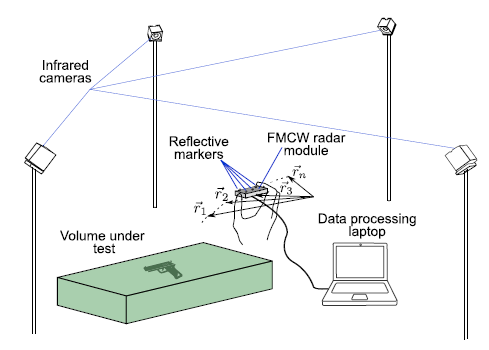 Infrared
cameras
Reflective
markers
FMCW radar
module
r⃗n
r⃗3
r⃗2
r⃗1
Volume under
test
Data processing
laptop